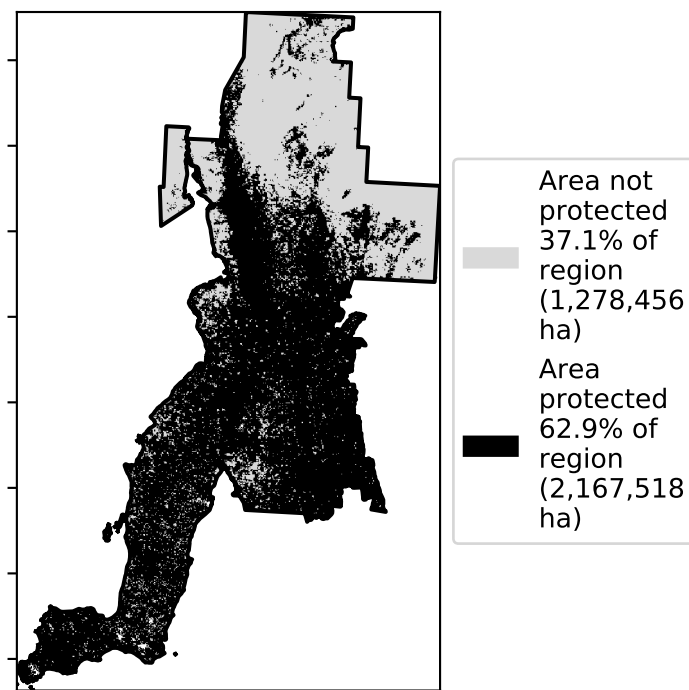 Area not
protected
37.1% of
region
(1,278,456
ha)
Area
protected
62.9% of
region
(2,167,518
ha)